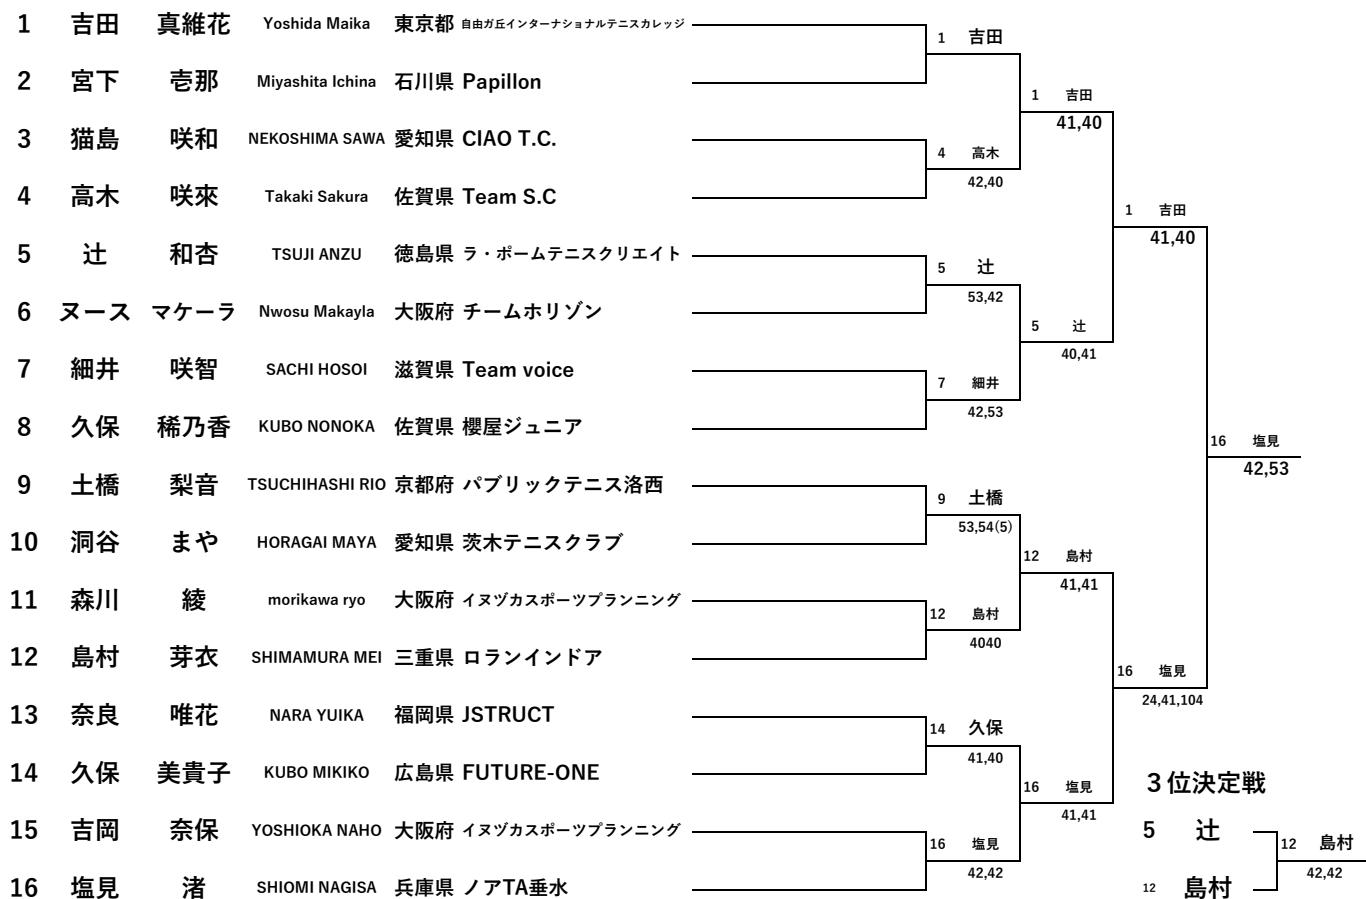 1 吉田 真維花 Yoshida Maika 東京都 自由ガ丘インターナショナルテニスカレッジ
1 吉田
2 宮下 壱那 Miyashita Ichina 石川県 Papillon
1 吉田
41,40
3 猫島 咲和 NEKOSHIMA SAWA 愛知県 CIAO T.C.
4 高木
42,40
4 高木 咲來 Takaki Sakura 佐賀県 Team S.C
1 吉田
41,40
5 辻 和杏 TSUJI ANZU 徳島県 ラ・ポームテニスクリエイト
5 辻
53,42
6 ヌース マケーラ Nwosu Makayla 大阪府 チームホリゾン
5 辻
40,41
7 細井 咲智 SACHI HOSOI 滋賀県 Team voice
7 細井
42,53
8 久保 稀乃香 KUBO NONOKA 佐賀県 櫻屋ジュニア
16 塩見
42,53
9 土橋 梨音 TSUCHIHASHI RIO 京都府 パブリックテニス洛西
9 土橋
53,54(5)
10 洞谷 まや HORAGAI MAYA 愛知県 茨木テニスクラブ
12 島村
41,41
11 森川 綾 morikawa ryo 大阪府 イヌヅカスポーツプランニング
12 島村
4040
12 島村 芽衣 SHIMAMURA MEI 三重県 ロランインドア
16 塩見
24,41,104
13 奈良 唯花 NARA YUIKA 福岡県 JSTRUCT
14 久保
41,40
14 久保 美貴子 KUBO MIKIKO 広島県 FUTURE-ONE
16 塩見
41,41
15 吉岡 奈保 YOSHIOKA NAHO 大阪府 イヌヅカスポーツプランニング
16 塩見
42,42
16 塩見 渚 SHIOMI NAGISA 兵庫県 ノアTA垂水
３位決定戦
5 辻
12 島村
42,42
12 島村